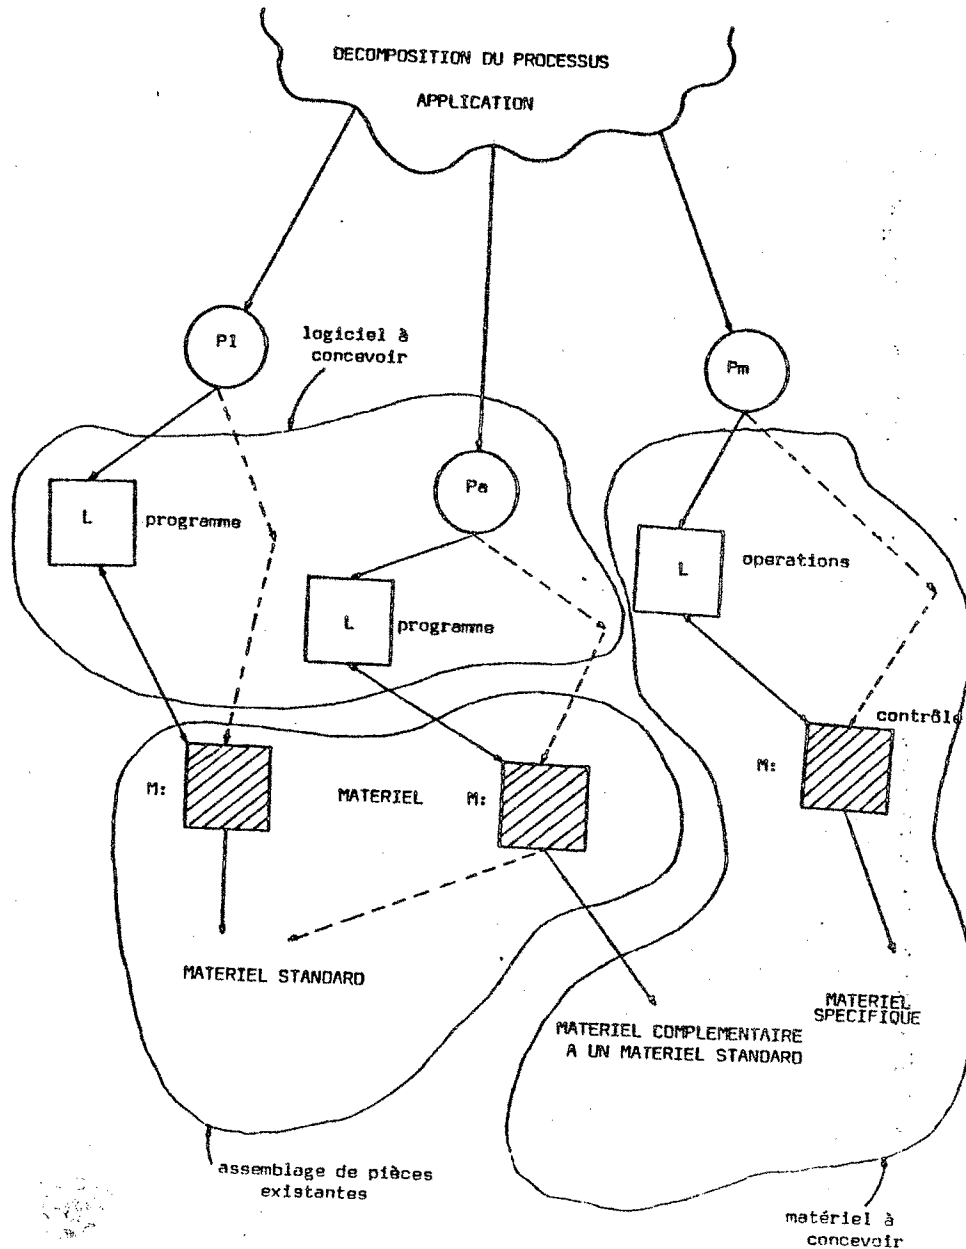 DECOMPOSITION DU PROCESSUS
APPLICATION
Pl
logiciel à
concevoir
Pm
Pa
L
programme
L
operations
L
programme
contrôle
M:
MATERIEL
M:
M:
MATERIEL STANDARD
MATERIEL
SPECIFIQUE
MATERIEL COMPLEMENTAIRE
A UN MATERIEL STANDARD
assemblage de pièces
existantes
matériel à
concevoir